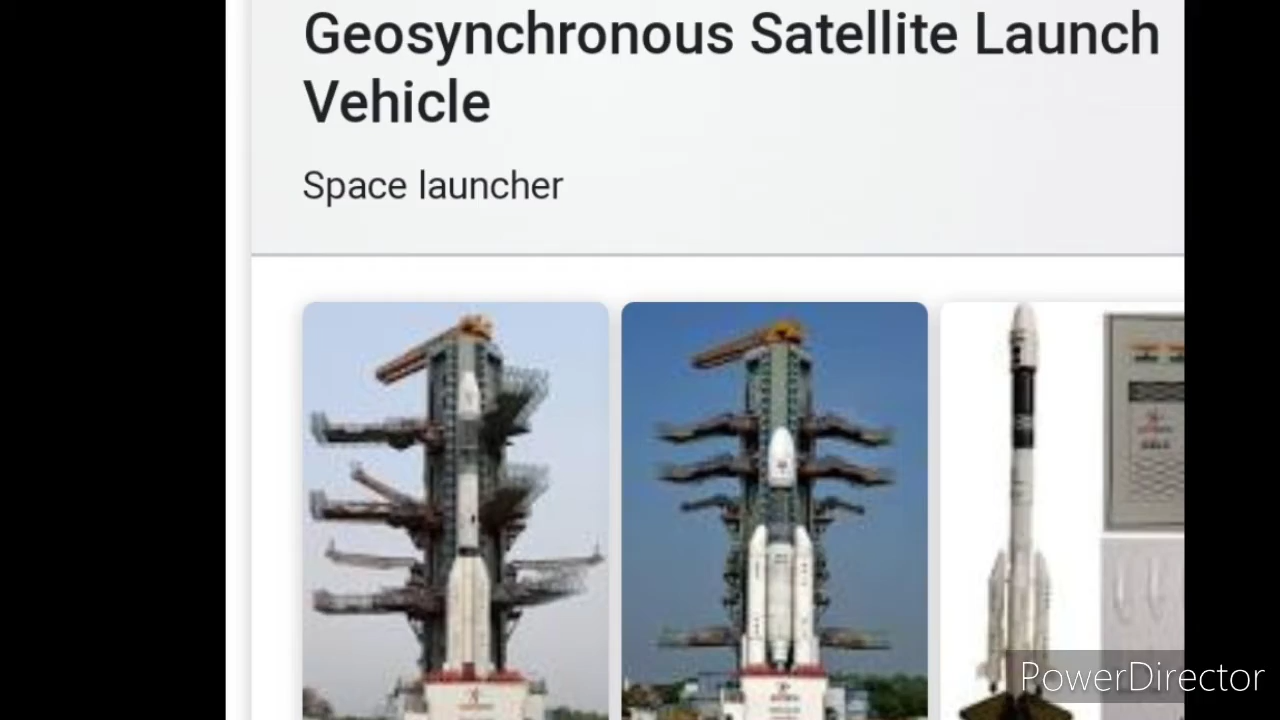 Geosynchronous Satellite Launch
Vehicle
Space launcher
PowerDirector